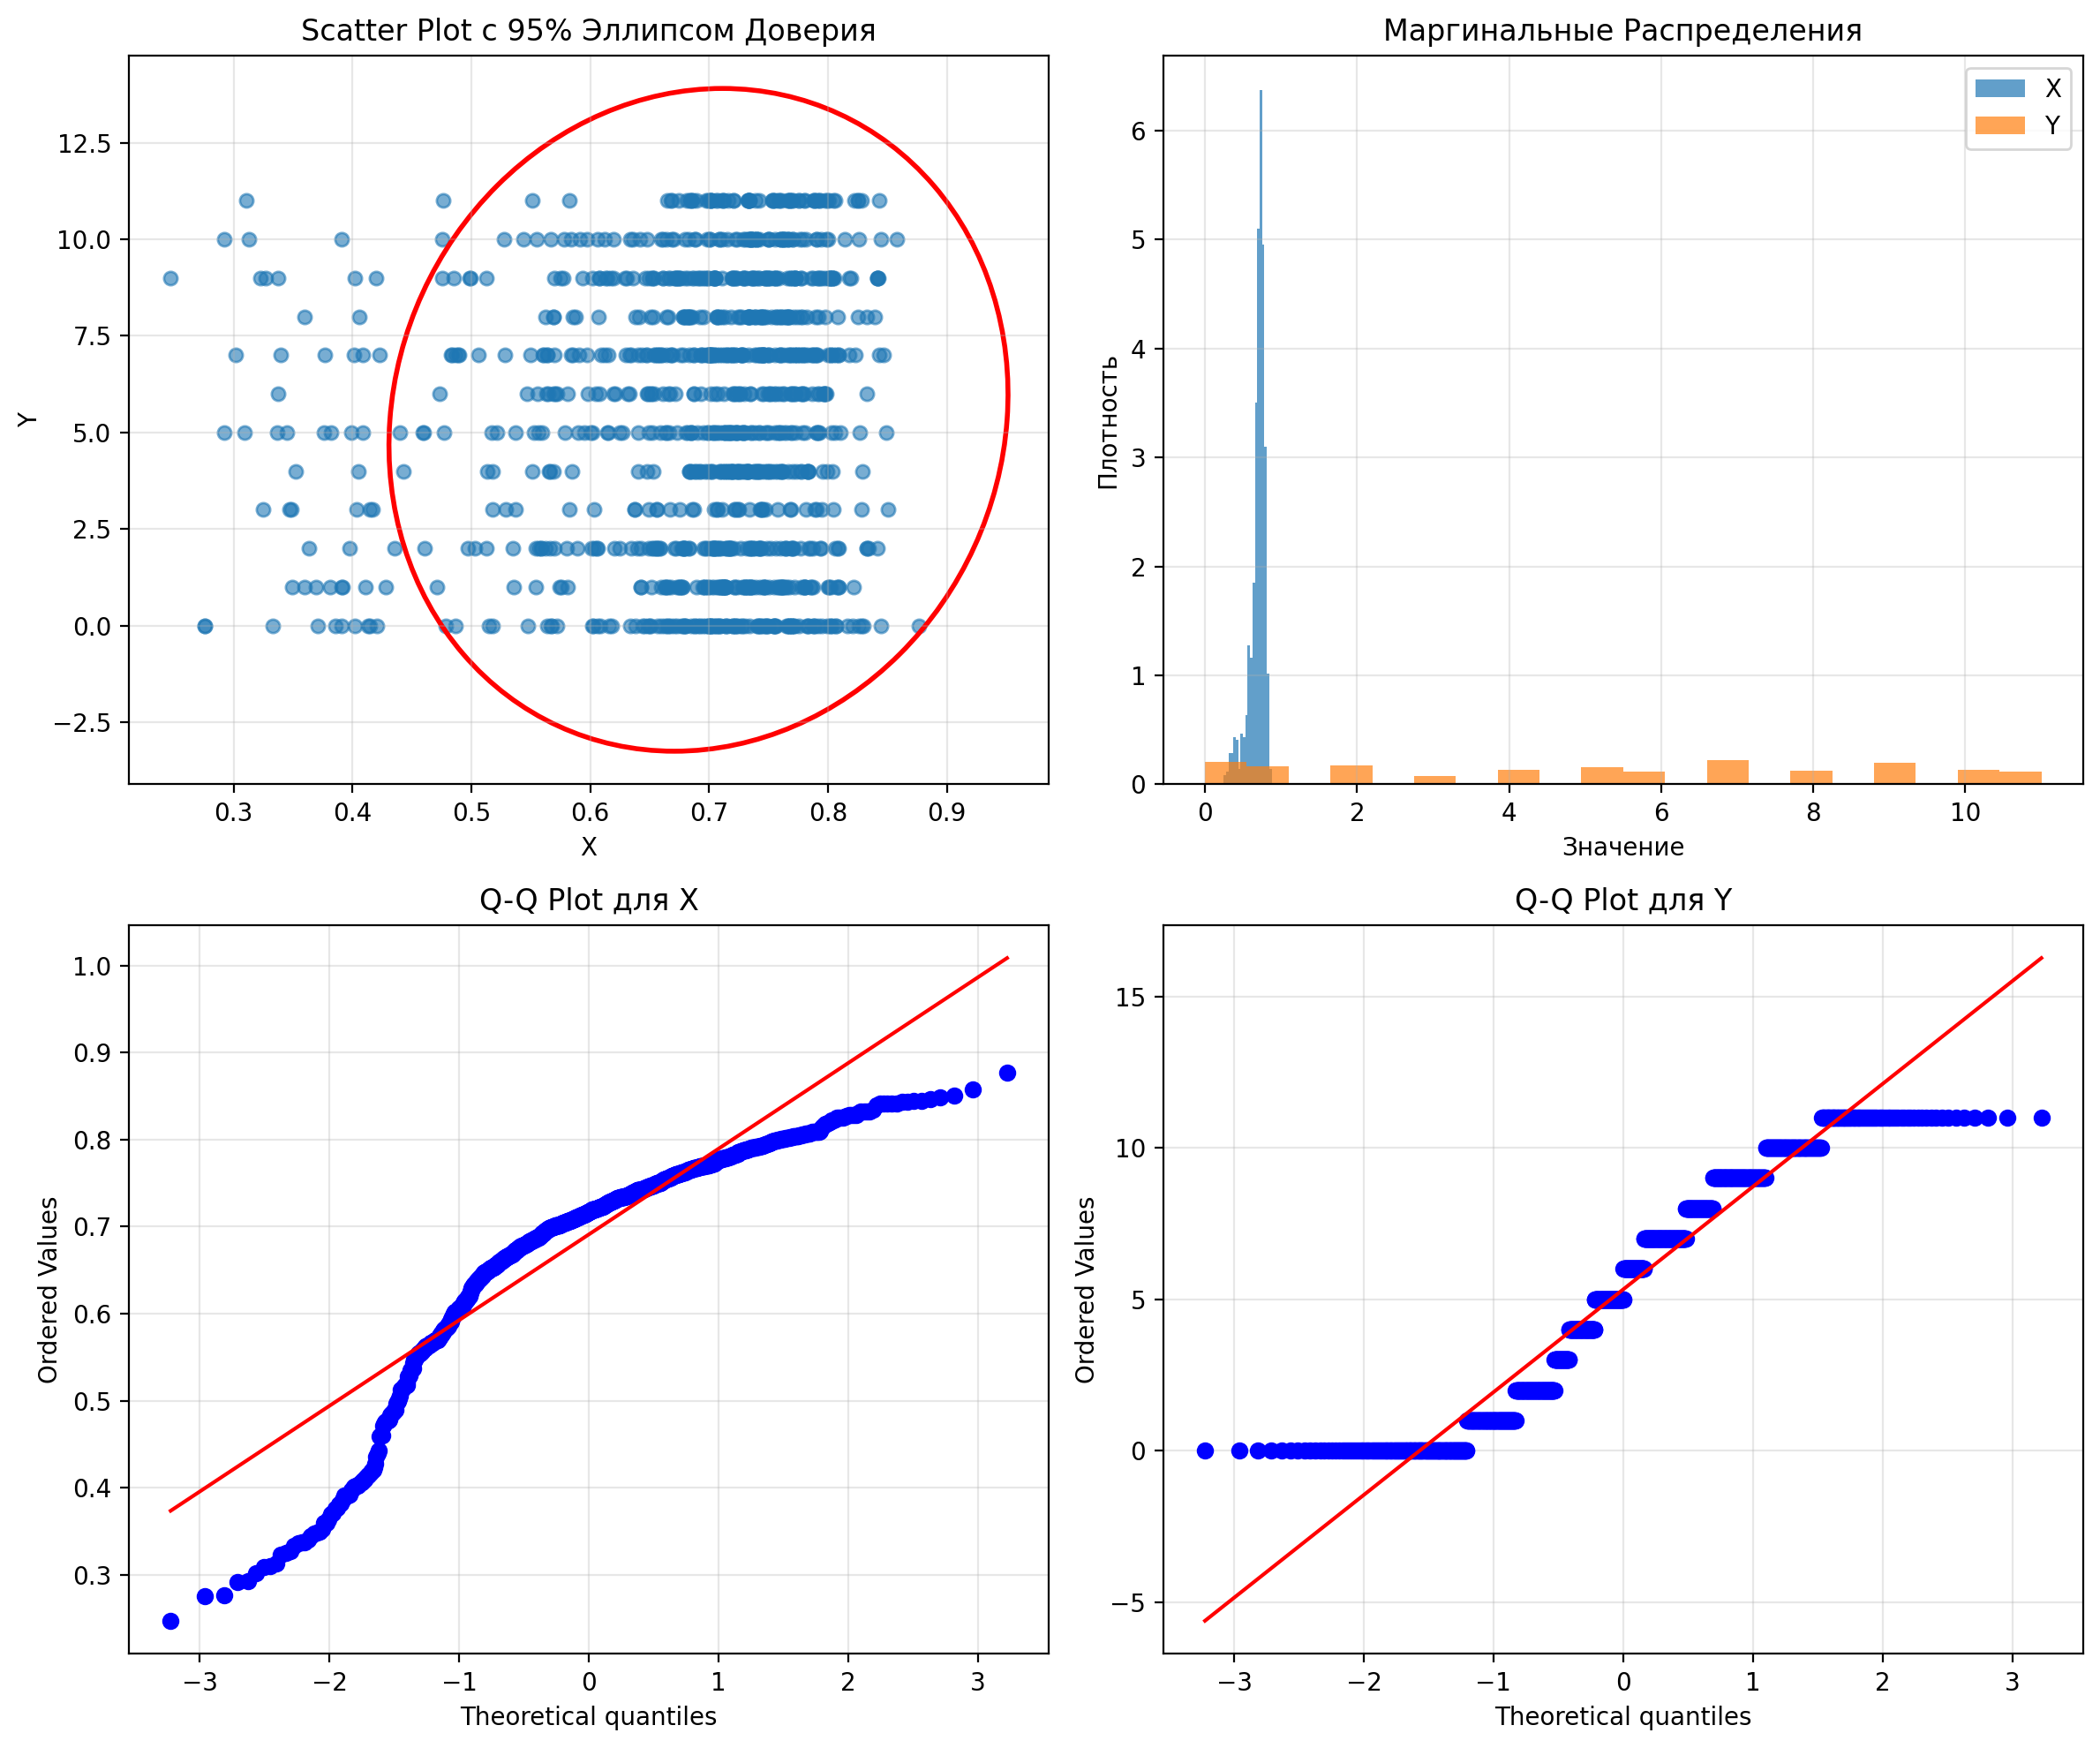 Scatter Plot с 95% Эллипсом Доверия
12.5
10.0
7.5
5.0
2.5
0.0
−2.5
Y
0.3 0.4 0.5 0.6 0.7 0.8 0.9
X
Маргинальные Распределения
X
Y
6
5
4
3
2
1
0
Плотность
0 2 4 6 8 10
Значение
Q-Q Plot для X
1.0
0.9
0.8
0.7
0.6
0.5
0.4
0.3
Ordered Values
−3 −2 −1 0 1 2 3
Theoretical quantiles
Q-Q Plot для Y
15
10
5
0
−5
Ordered Values
−3 −2 −1 0 1 2 3
Theoretical quantiles